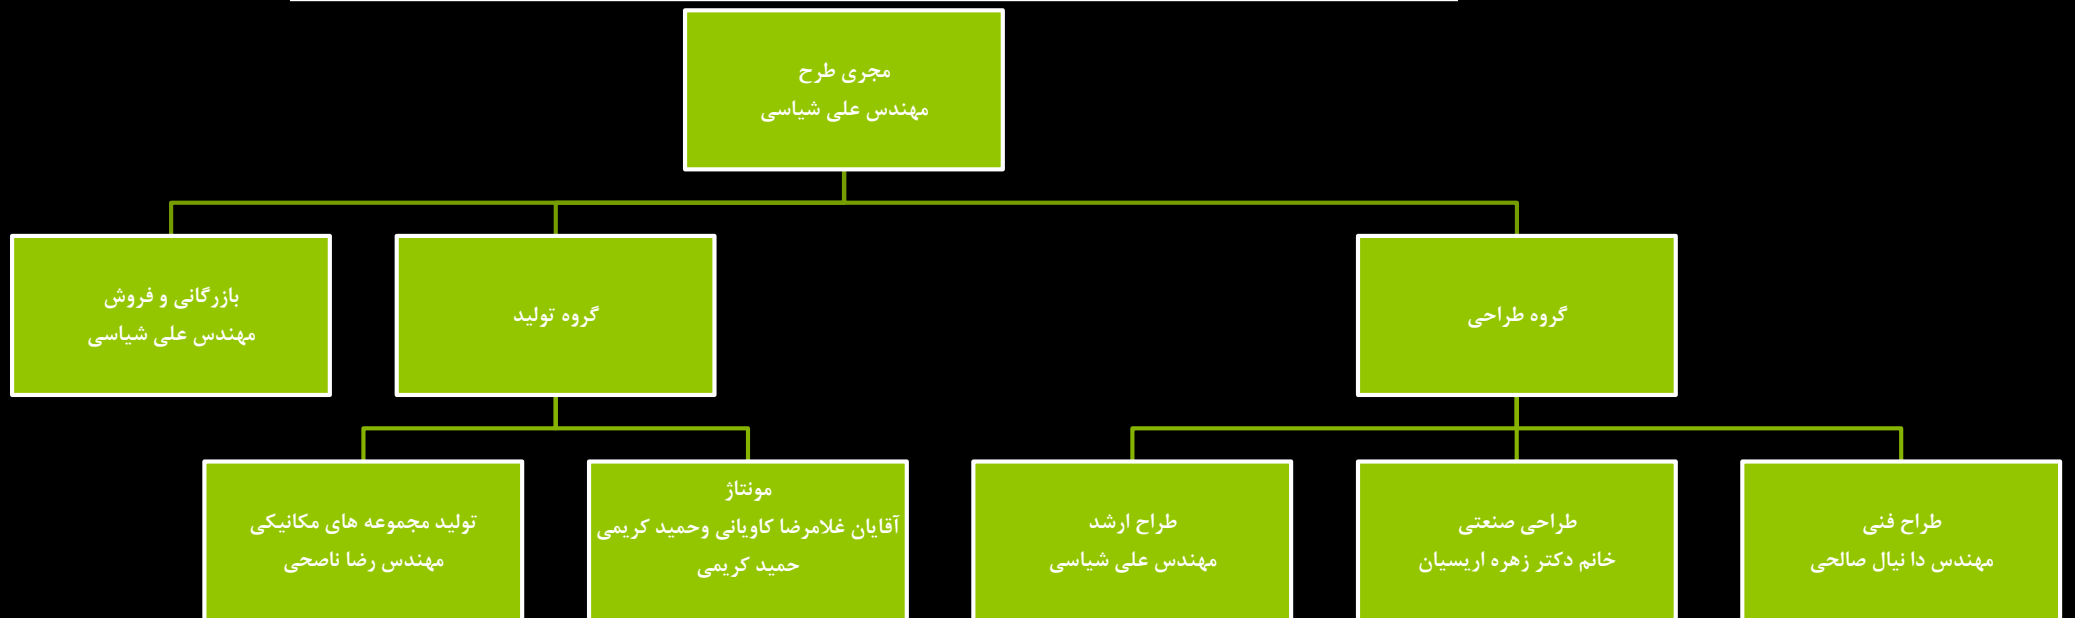 مجری طرح
مهندس علی شیاسی
گروه طراحی
گروه تولید
بازرگانی و فروش
مهندس علی شیاسی
طراح فنی
مهندس دا نیال صالحی
طراحی صنعتی
خانم دکتر زهره اریسیان
طراح ارشد
مهندس علی شیاسی
مونتاژ
آقایان غلامرضا کاویانی وحمید کریمی
حمید کریمی
تولید مجموعه های مکانیکی
مهندس رضا ناصحی